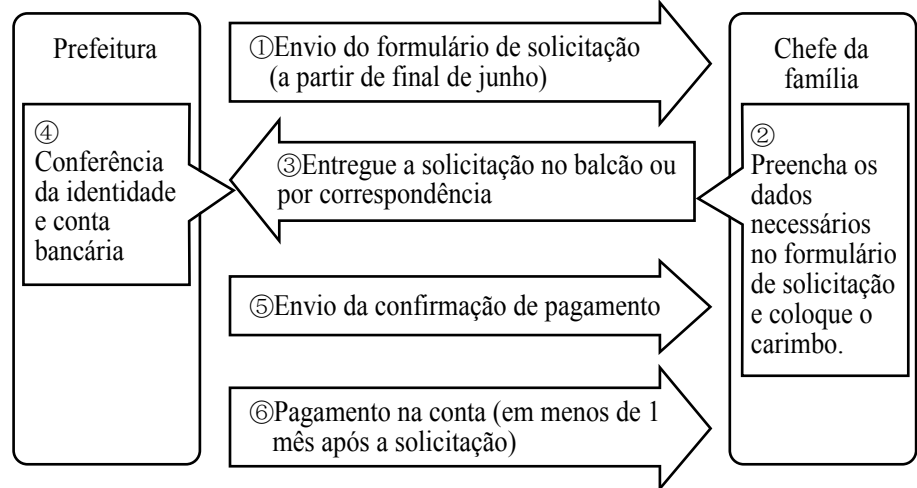 Prefeitura
①Envio do formulário de solicitação
(a partir de final de junho)
Chefe da
família
④
Conferência
da identidade
e conta
bancária
③Entregue a solicitação no balcão ou
por correspondência
②
Preencha os
dados
necessários
no formulário
de solicitação
e coloque o
carimbo.
⑤Envio da confirmação de pagamento
⑥Pagamento na conta (em menos de 1
mês após a solicitação)